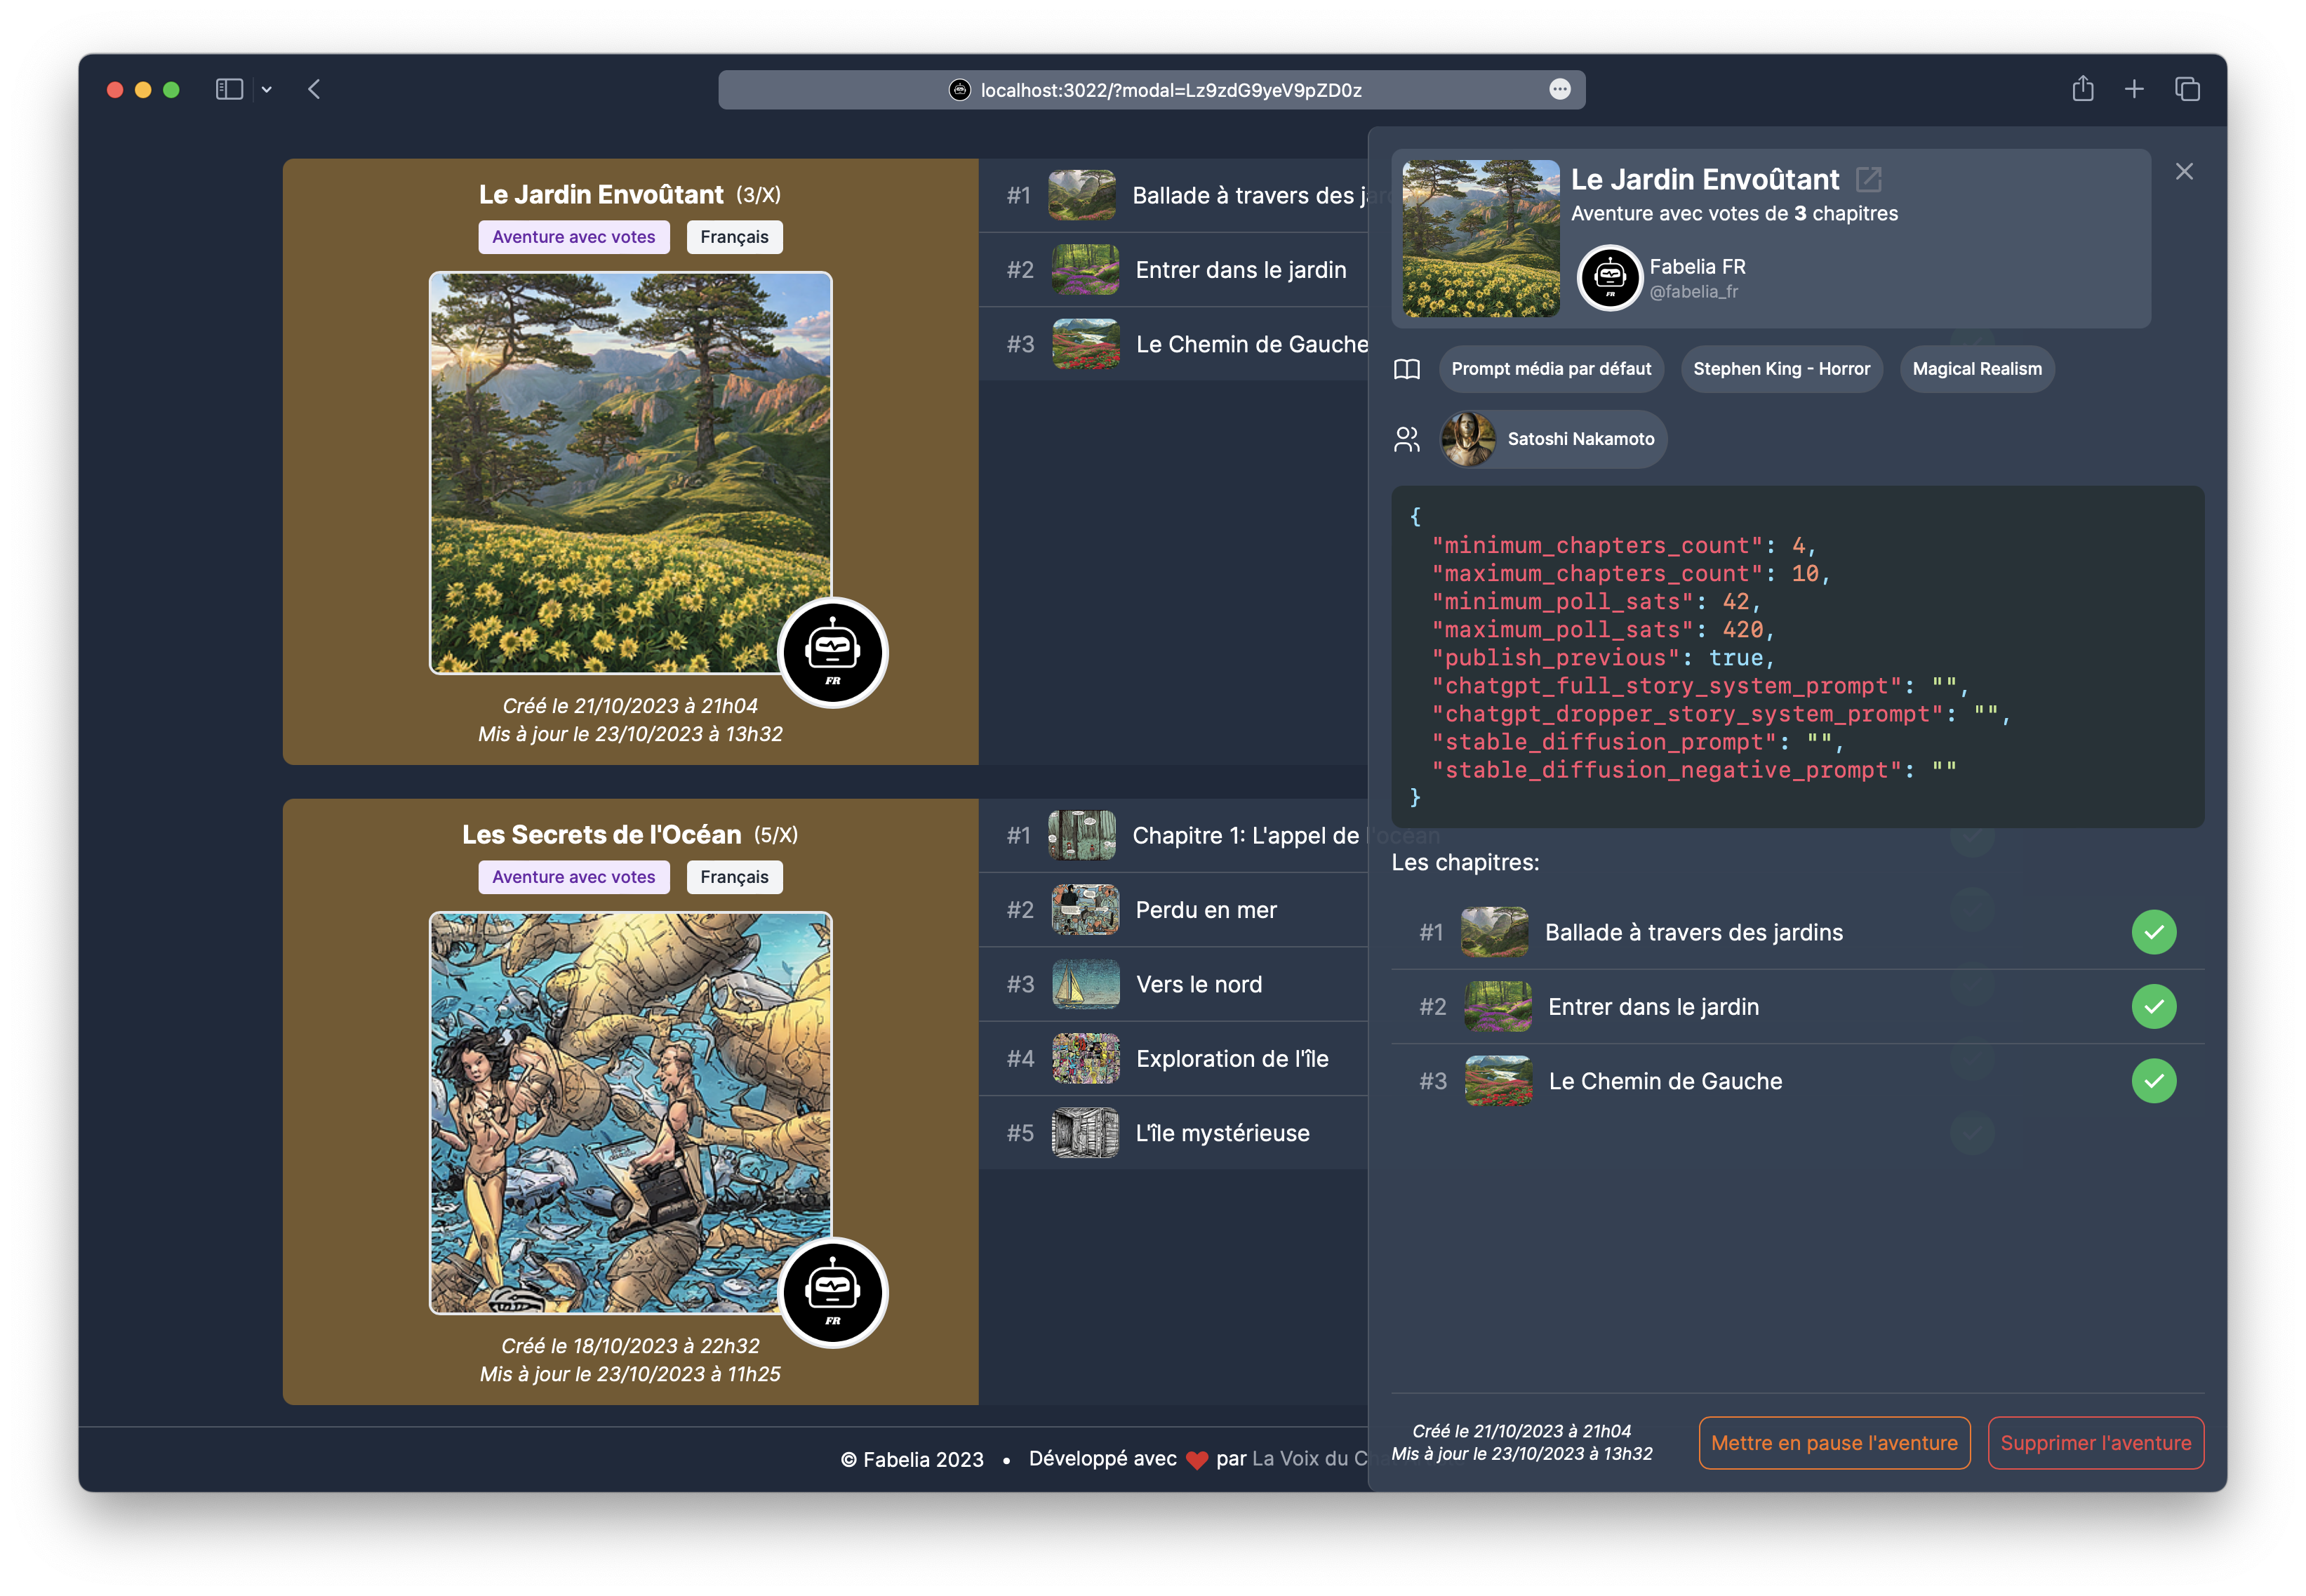 localhost:3022/?modal=Lz9zdG9yeV9pZD0z
Le Jardin Envoûtant (3/X)
Aventure avec votes Français
FR
Créé le 21/10/2023 à 21h04
Mis à jour le 23/10/2023 à 13h32
#1 Ballade à travers des jar
#2 Entrer dans le jardin
#3 Le Chemin de Gauche
Les Secrets de l'Océan (5/X)
Aventure avec votes Français
FR
Créé le 18/10/2023 à 22h32
Mis à jour le 23/10/2023 à 11h25
#1 Chapitre 1: L'appel de l'océan
#2 Perdu en mer
#3 Vers le nord
#4 Exploration de l'île
#5 L'île mystérieuse
© Fabelia 2023 • Développé avec ❤ par La Voix du C
Le Jardin Envoûtant
Aventure avec votes de 3 chapitres
FR
Fabelia FR
@fabelia_fr
Prompt média par défaut Stephen King - Horror Magical Realism
Satoshi Nakamoto
{
"minimum_chapters_count": 4,
"maximum_chapters_count": 10,
"minimum_poll_sats": 42,
"maximum_poll_sats": 420,
"publish_previous": true,
"chatgpt_full_story_system_prompt": "",
"chatgpt_dropper_story_system_prompt": "",
"stable_diffusion_prompt": "",
"stable_diffusion_negative_prompt": ""
}
Les chapitres:
#1 Ballade à travers des jardins
#2 Entrer dans le jardin
#3 Le Chemin de Gauche
Créé le 21/10/2023 à 21h04
Mis à jour le 23/10/2023 à 13h32
Mettre en pause l'aventure Supprimer l'aventure